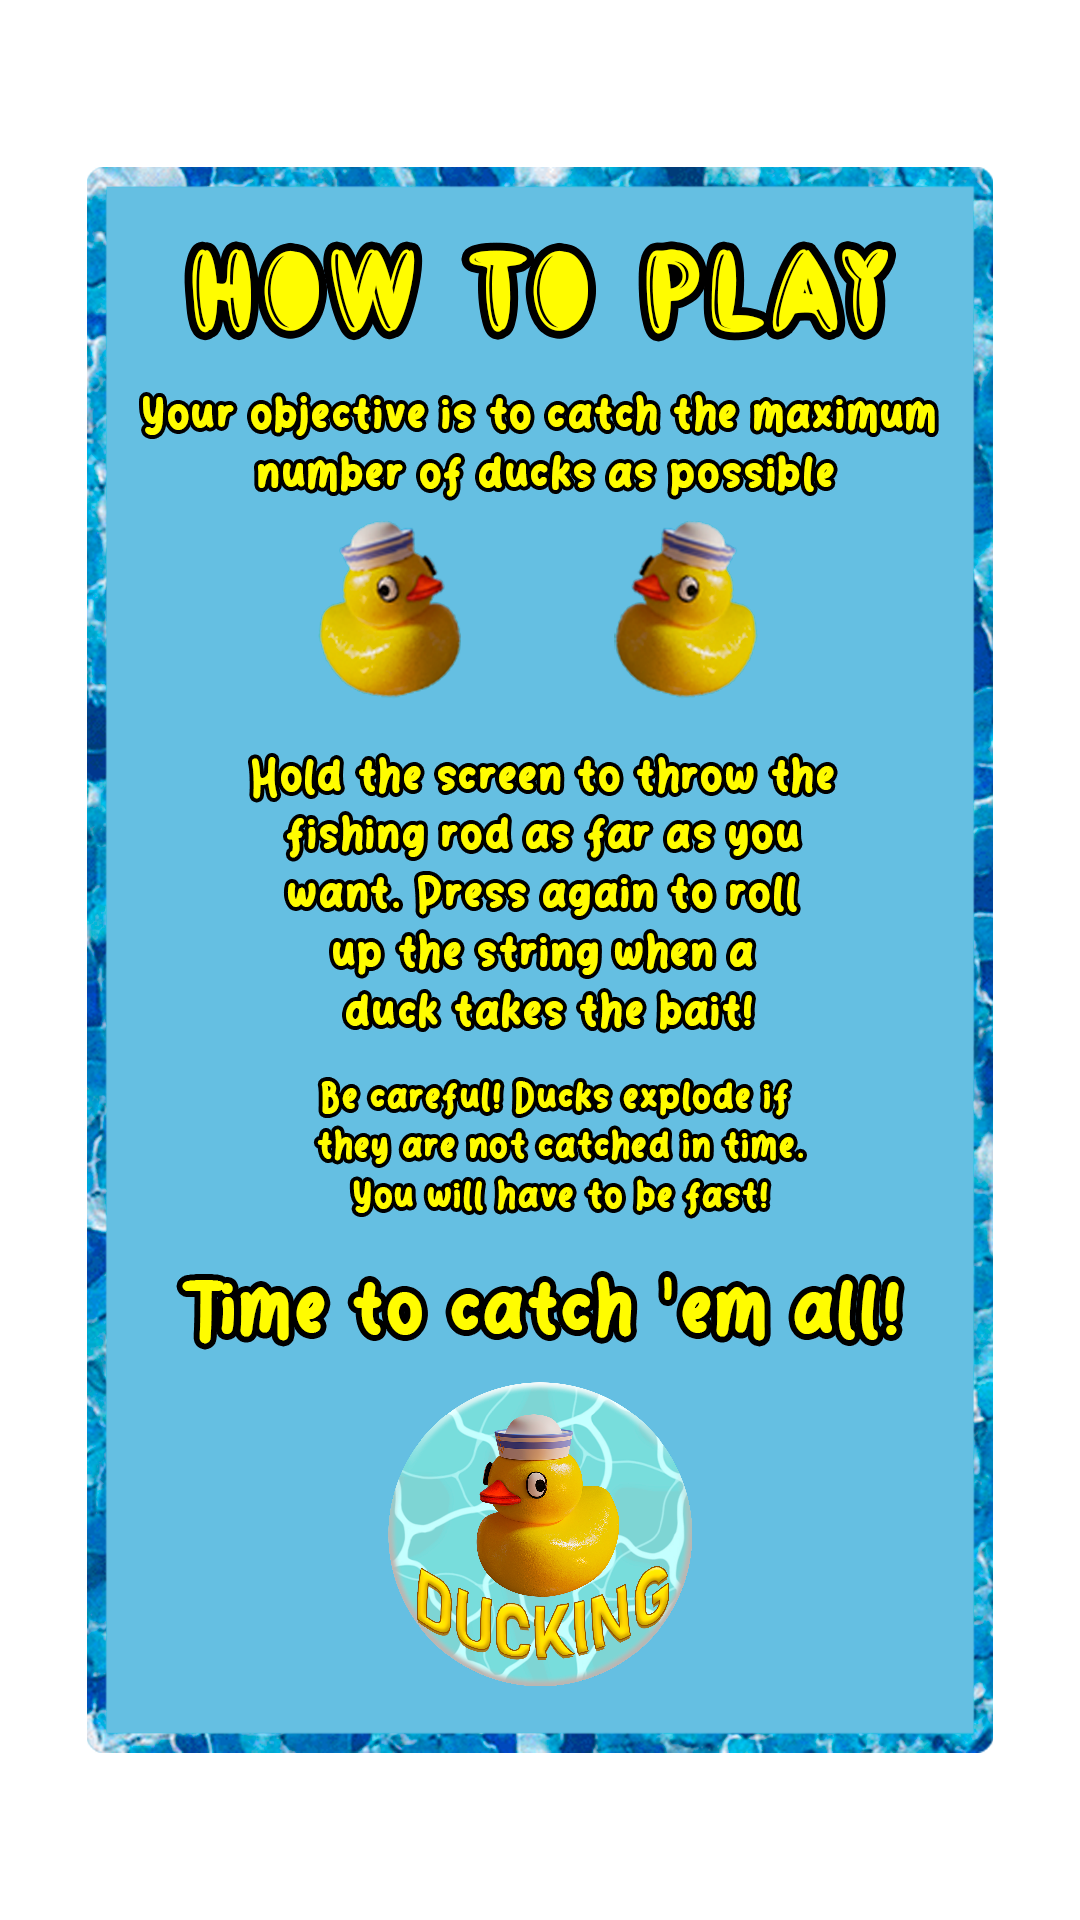 HOW TO PLAY
Your objective is to catch the maximum
number of ducks as possible
Hold the screen to throw the
fishing rod as far as you
want. Press again to roll
up the string when a
duck takes the bait!
Be careful! Ducks explode if
they are not catched in time.
You will have to be fast!
Time to catch 'em all!
DUCKING